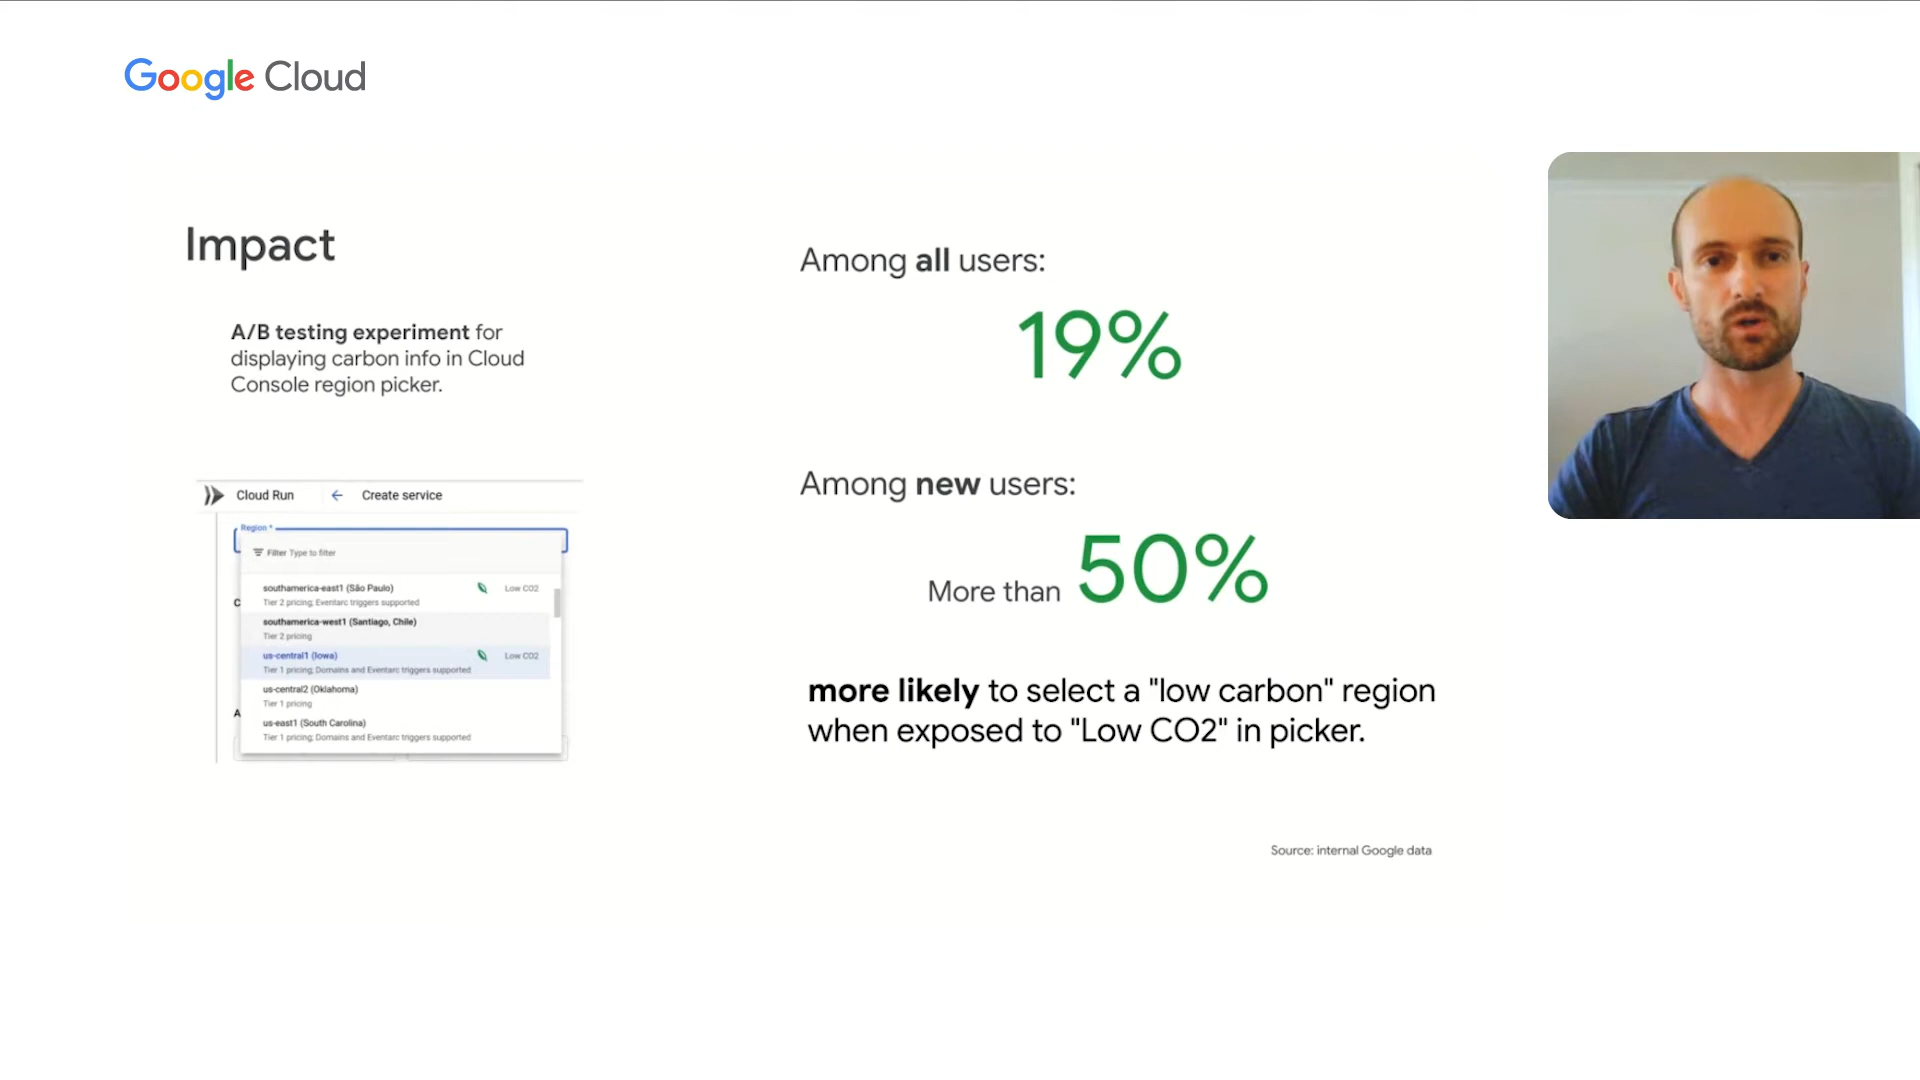 Google Cloud
Impact
A/B testing experiment for
displaying carbon info in Cloud
Console region picker.
Cloud Run ← Create service
Region *
Filter Type to filter
southamerica-east1 (São Paulo) Low CO2
Tier 2 pricing; Eventarc triggers supported
C
southamerica-west1 (Santiago, Chile)
Tier 2 pricing
us-central1 (Iowa) Low CO2
Tier 1 pricing; Domains and Eventarc triggers supported
us-central2 (Oklahoma)
Tier 1 pricing
A
us-east1 (South Carolina)
Tier 1 pricing; Domains and Eventarc triggers supported
Among all users:
19%
Among new users:
More than 50%
more likely to select a "low carbon" region
when exposed to "Low CO2" in picker.
Source: internal Google data